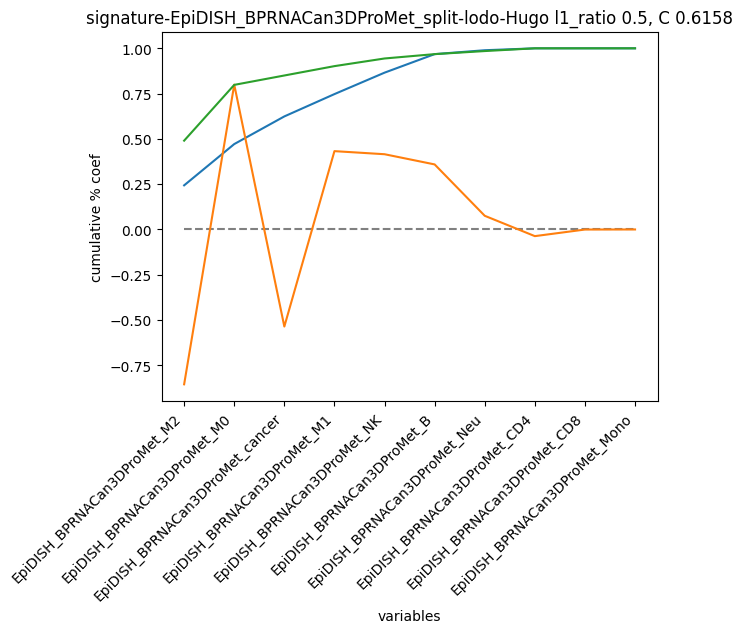 signature-EpiDISH_BPRNACan3DProMet_split-lodo-Hugo l1_ratio 0.5, C 0.6158
cumulative % coef
1.00
0.75
0.50
0.25
0.00
−0.25
−0.50
−0.75
EpiDISH_BPRNACan3DProMet_M2
EpiDISH_BPRNACan3DProMet_M0
EpiDISH_BPRNACan3DProMet_cancer
EpiDISH_BPRNACan3DProMet_M1
EpiDISH_BPRNACan3DProMet_NK
EpiDISH_BPRNACan3DProMet_B
EpiDISH_BPRNACan3DProMet_Neu
EpiDISH_BPRNACan3DProMet_CD4
EpiDISH_BPRNACan3DProMet_CD8
EpiDISH_BPRNACan3DProMet_Mono
variables